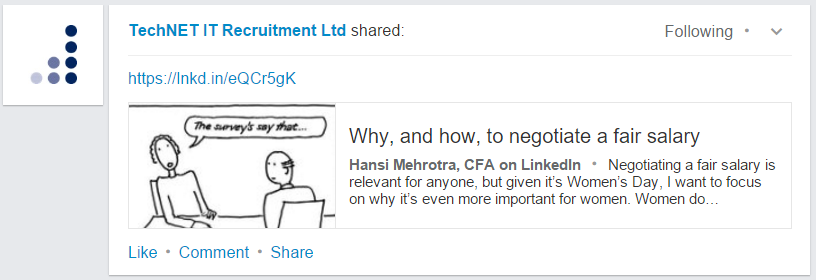 TechNET IT Recruitment Ltd shared:
Following •
https://lnkd.in/eQCr5gK
The survey's say that...
Why, and how, to negotiate a fair salary
Hansi Mehrotra, CFA on LinkedIn • Negotiating a fair salary is
relevant for anyone, but given it's Women's Day, I want to focus
on why it's even more important for women. Women do…
Like • Comment • Share